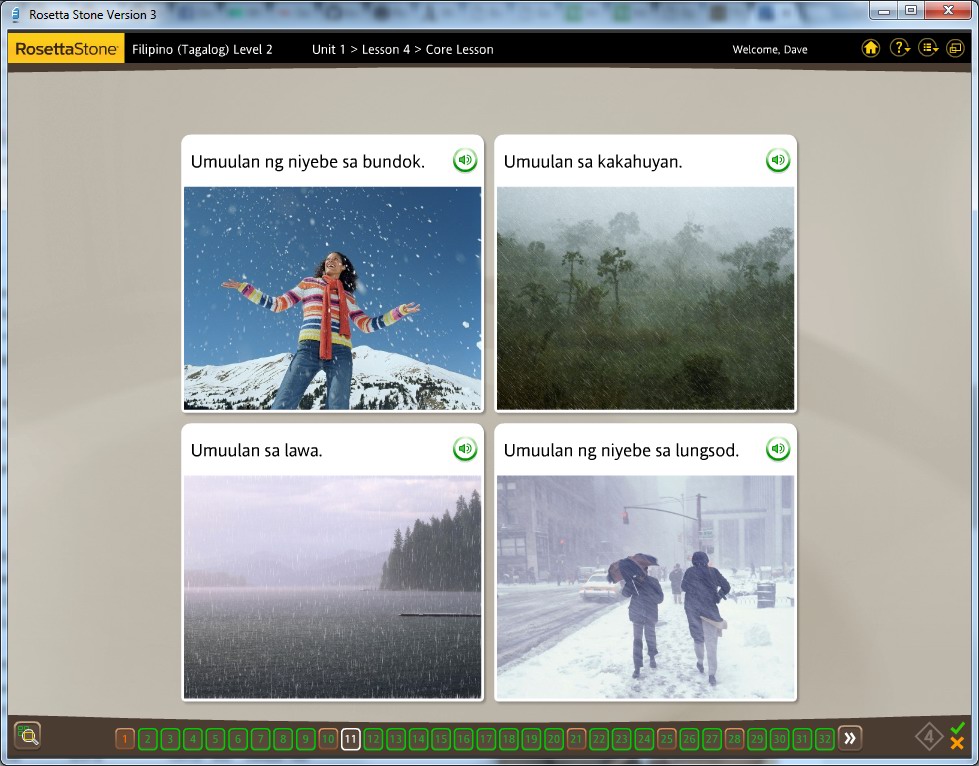 Rosetta Stone Version 3
RosettaStone Filipino (Tagalog) Level 2 Unit 1 > Lesson 4 > Core Lesson Welcome, Dave ?
Umuulan ng niyebe sa bundok.
Umuulan sa kakahuyan.
Umuulan sa lawa.
Umuulan ng niyebe sa lungsod.
1 2 3 4 5 6 7 8 9 10 11 12 13 14 15 16 17 18 19 20 21 22 23 24 25 26 27 28 29 30 31 32 » 4